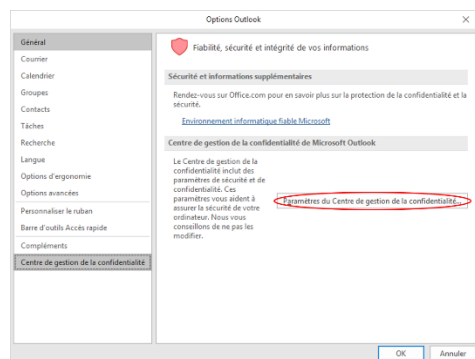 Options Outlook
Général
Courrier
Calendrier
Groupes
Contacts
Tâches
Recherche
Langue
Options d'ergonomie
Options avancées
Personnaliser le ruban
Barre d'outils Accès rapide
Compléments
Centre de gestion de la confidentialité
Fiabilité, sécurité et intégrité de vos informations
Sécurité et informations supplémentaires
Rendez-vous sur Office.com pour en savoir plus sur la protection de la confidentialité et la
sécurité.
Environnement informatique fiable Microsoft
Centre de gestion de la confidentialité de Microsoft Outlook
Le Centre de gestion de la
confidentialité inclut des
paramètres de sécurité et de
confidentialité. Ces
paramètres vous aident à
assurer la sécurité de votre
ordinateur. Nous vous
conseillons de ne pas les
modifier.
Paramètres du Centre de gestion de la confidentialité...
OK
Annuler